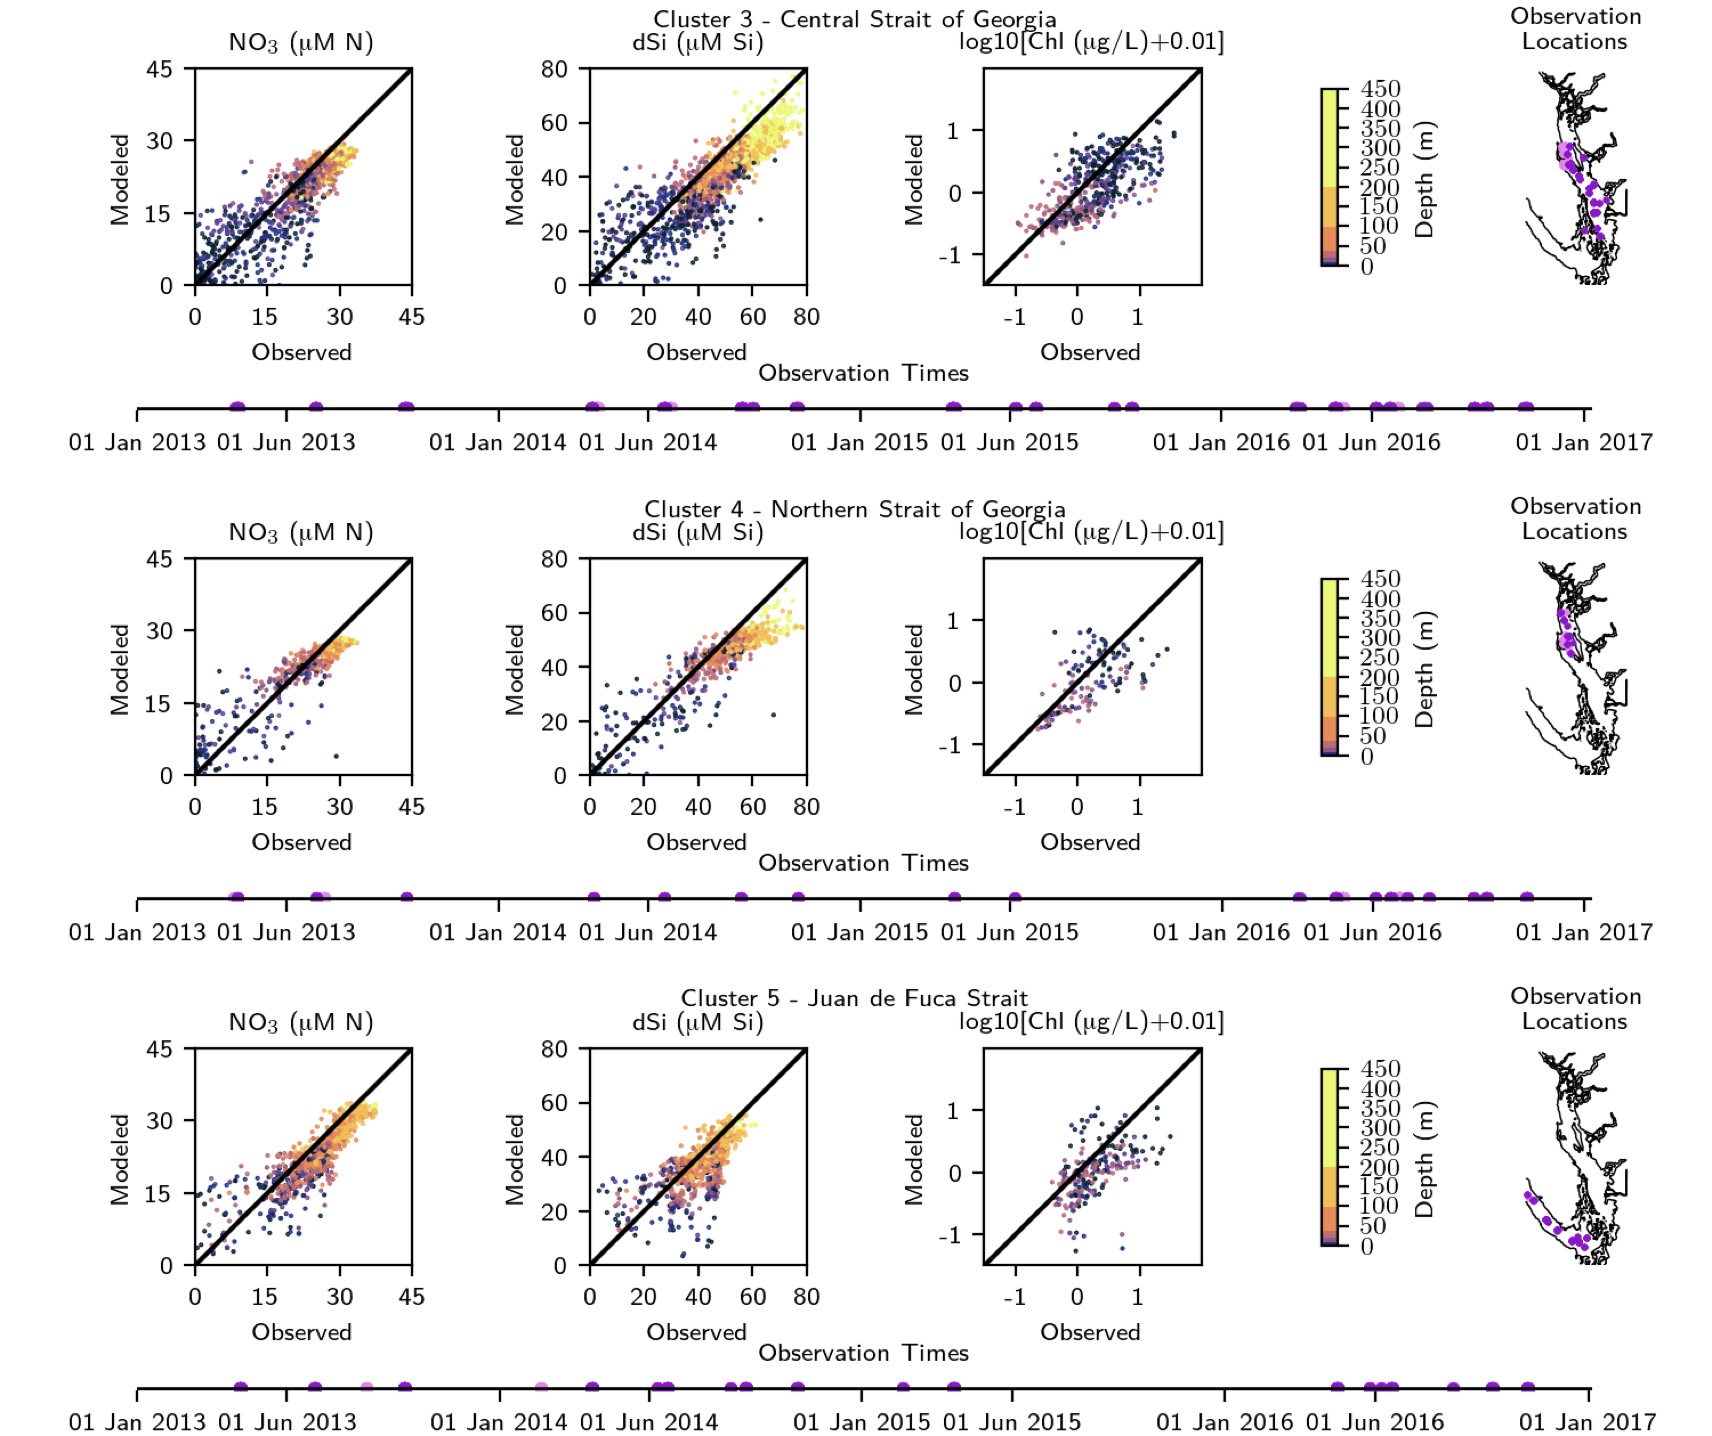 Cluster 3 - Central Strait of Georgia
NO3 (μM N)
dSi (μM Si)
log10[Chl (μg/L)+0.01]
Observation
Locations
45
30
15
0
Modeled
0 15 30 45
Observed
80
60
40
20
0
Modeled
0 20 40 60 80
Observed
1
0
-1
Modeled
-1 0 1
Observed
450
400
350
300
250
200
150
100
50
0
Depth (m)
Observation Times
01 Jan 2013 01 Jun 2013 01 Jan 2014 01 Jun 2014 01 Jan 2015 01 Jun 2015 01 Jan 2016 01 Jun 2016 01 Jan 2017
Cluster 4 - Northern Strait of Georgia
NO3 (μM N)
dSi (μM Si)
log10[Chl (μg/L)+0.01]
Observation
Locations
45
30
15
0
Modeled
0 15 30 45
Observed
80
60
40
20
0
Modeled
0 20 40 60 80
Observed
1
0
-1
Modeled
-1 0 1
Observed
450
400
350
300
250
200
150
100
50
0
Depth (m)
Observation Times
01 Jan 2013 01 Jun 2013 01 Jan 2014 01 Jun 2014 01 Jan 2015 01 Jun 2015 01 Jan 2016 01 Jun 2016 01 Jan 2017
Cluster 5 - Juan de Fuca Strait
NO3 (μM N)
dSi (μM Si)
log10[Chl (μg/L)+0.01]
Observation
Locations
45
30
15
0
Modeled
0 15 30 45
Observed
80
60
40
20
0
Modeled
0 20 40 60 80
Observed
1
0
-1
Modeled
-1 0 1
Observed
450
400
350
300
250
200
150
100
50
0
Depth (m)
Observation Times
01 Jan 2013 01 Jun 2013 01 Jan 2014 01 Jun 2014 01 Jan 2015 01 Jun 2015 01 Jan 2016 01 Jun 2016 01 Jan 2017